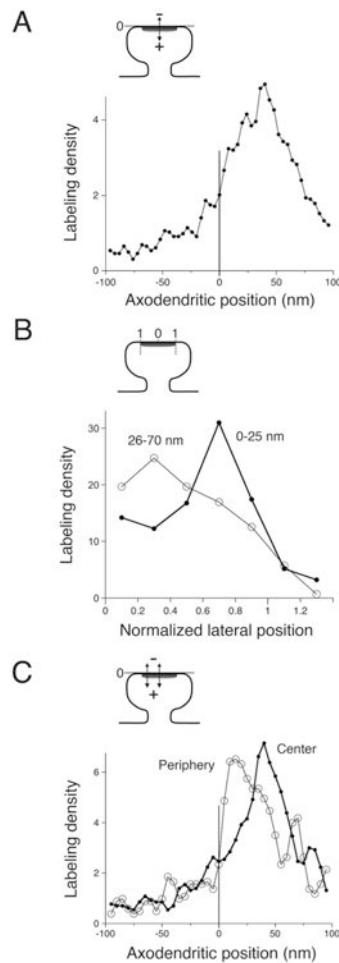 A
0
-
+
4
2
0
Labeling density
-100 -50 0 50 100
Axodendritic position (nm)
B
1 0 1
30
20
10
0
Labeling density
26-70 nm
0-25 nm
0 0.2 0.4 0.6 0.8 1 1.2
Normalized lateral position
C
0
-
+
6
4
2
0
Labeling density
Periphery
Center
-100 -50 0 50 100
Axodendritic position (nm)